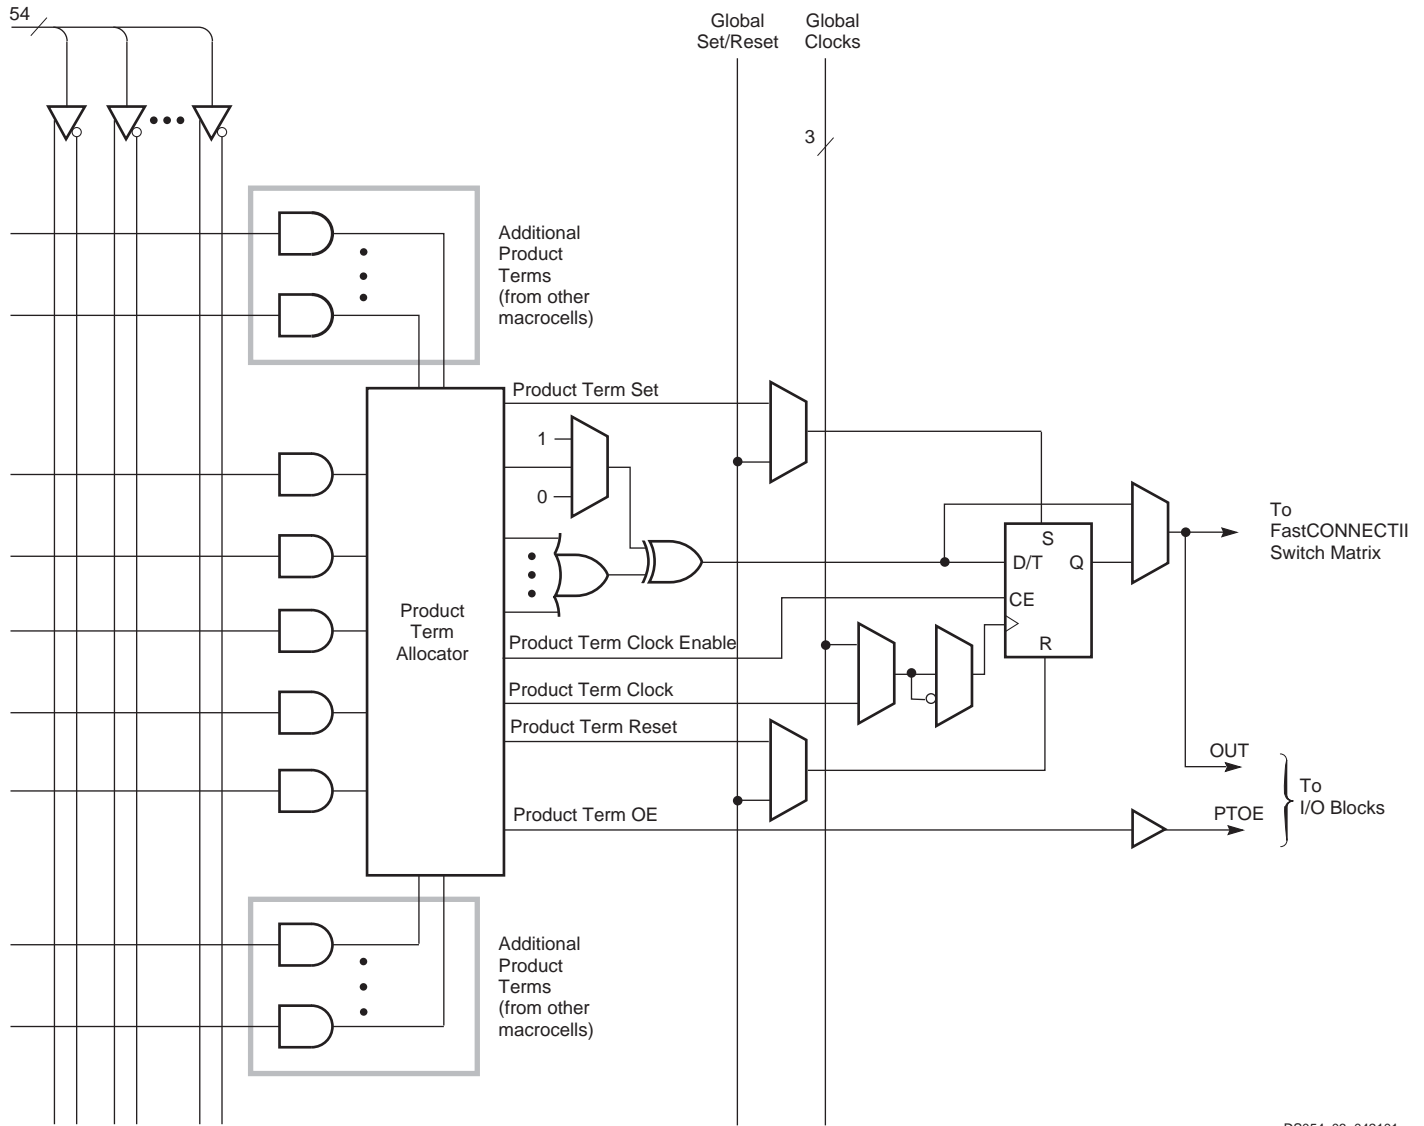 54
Global
Set/Reset
Global
Clocks
3
Additional
Product
Terms
(from other
macrocells)
Product Term Set
1
0
Product
Term
Allocator
Product Term Clock Enable
Product Term Clock
Product Term Reset
Product Term OE
S
D/T
Q
CE
R
To
FastCONNECTII
Switch Matrix
OUT
PTOE
To
I/O Blocks
Additional
Product
Terms
(from other
macrocells)